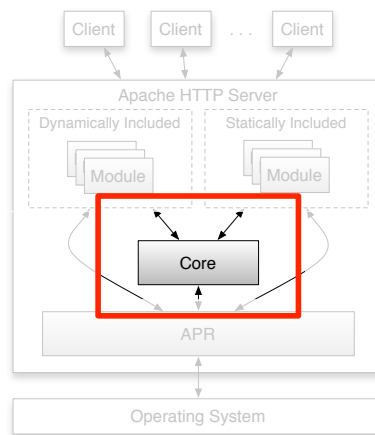 Client Client . . . Client
Apache HTTP Server
Dynamically Included Statically Included
Module Module
Core
APR
Operating System